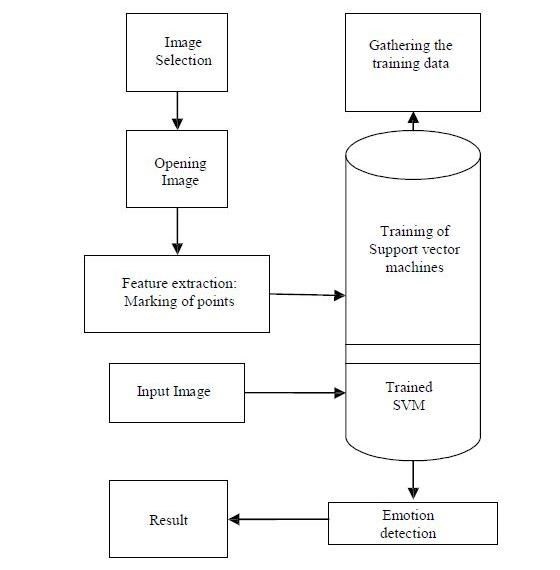 Image
Selection
Gathering the
training data
Opening
Image
Training of
Support vector
machines
Feature extraction:
Marking of points
Input Image
Trained
SVM
Result
Emotion
detection